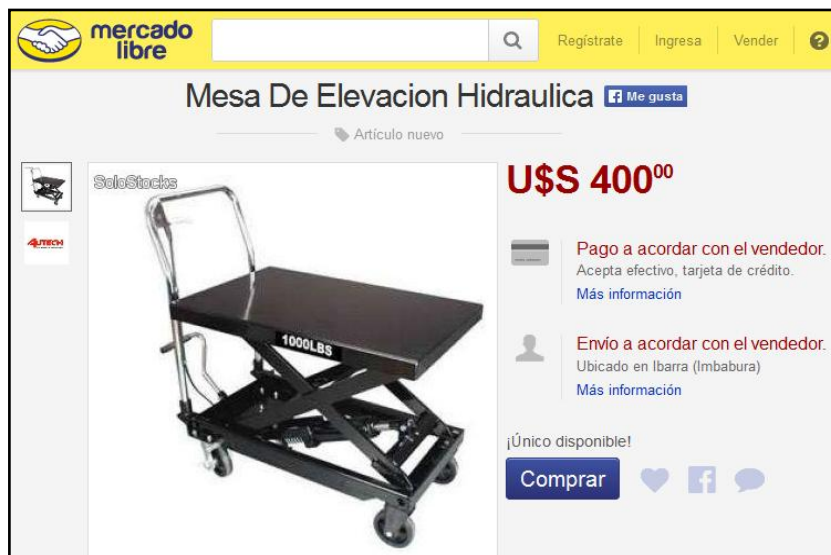 mercado
libre
Regístrate
Ingresa
Vender
?
Mesa De Elevacion Hidraulica
Me gusta
Artículo nuevo
SoloStocks
4UTECH
1000LBS
U$S 400⁰⁰
Pago a acordar con el vendedor.
Acepta efectivo, tarjeta de crédito.
Más información
Envío a acordar con el vendedor.
Ubicado en Ibarra (Imbabura)
Más información
¡Único disponible!
Comprar